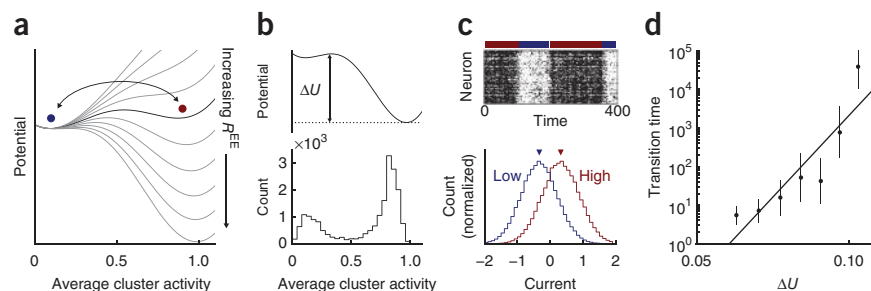 a
Potential
Increasing R^EE
0
0.5
1.0
Average cluster activity
b
Potential
ΔU
×10^3
Count
3
2
1
0
0
0.5
1.0
Average cluster activity
c
Neuron
0
Time
400
Count
(normalized)
Low
High
−2
−1
0
1
2
Current
d
Transition time
10^5
10^4
10^3
10^2
10^1
10^0
0.05
0.10
ΔU